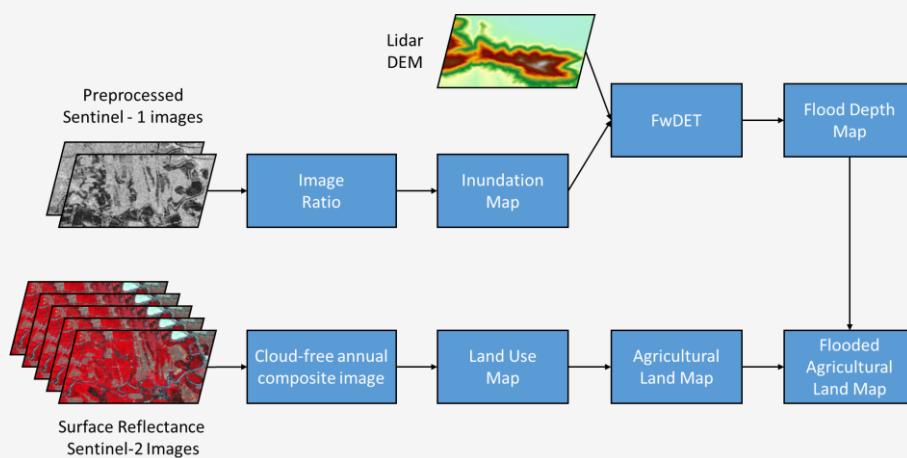 Lidar
DEM
Preprocessed
Sentinel - 1 images
FwDET
Flood Depth
Map
Image
Ratio
Inundation
Map
Cloud-free annual
composite image
Land Use
Map
Agricultural
Land Map
Flooded
Agricultural
Land Map
Surface Reflectance
Sentinel-2 Images